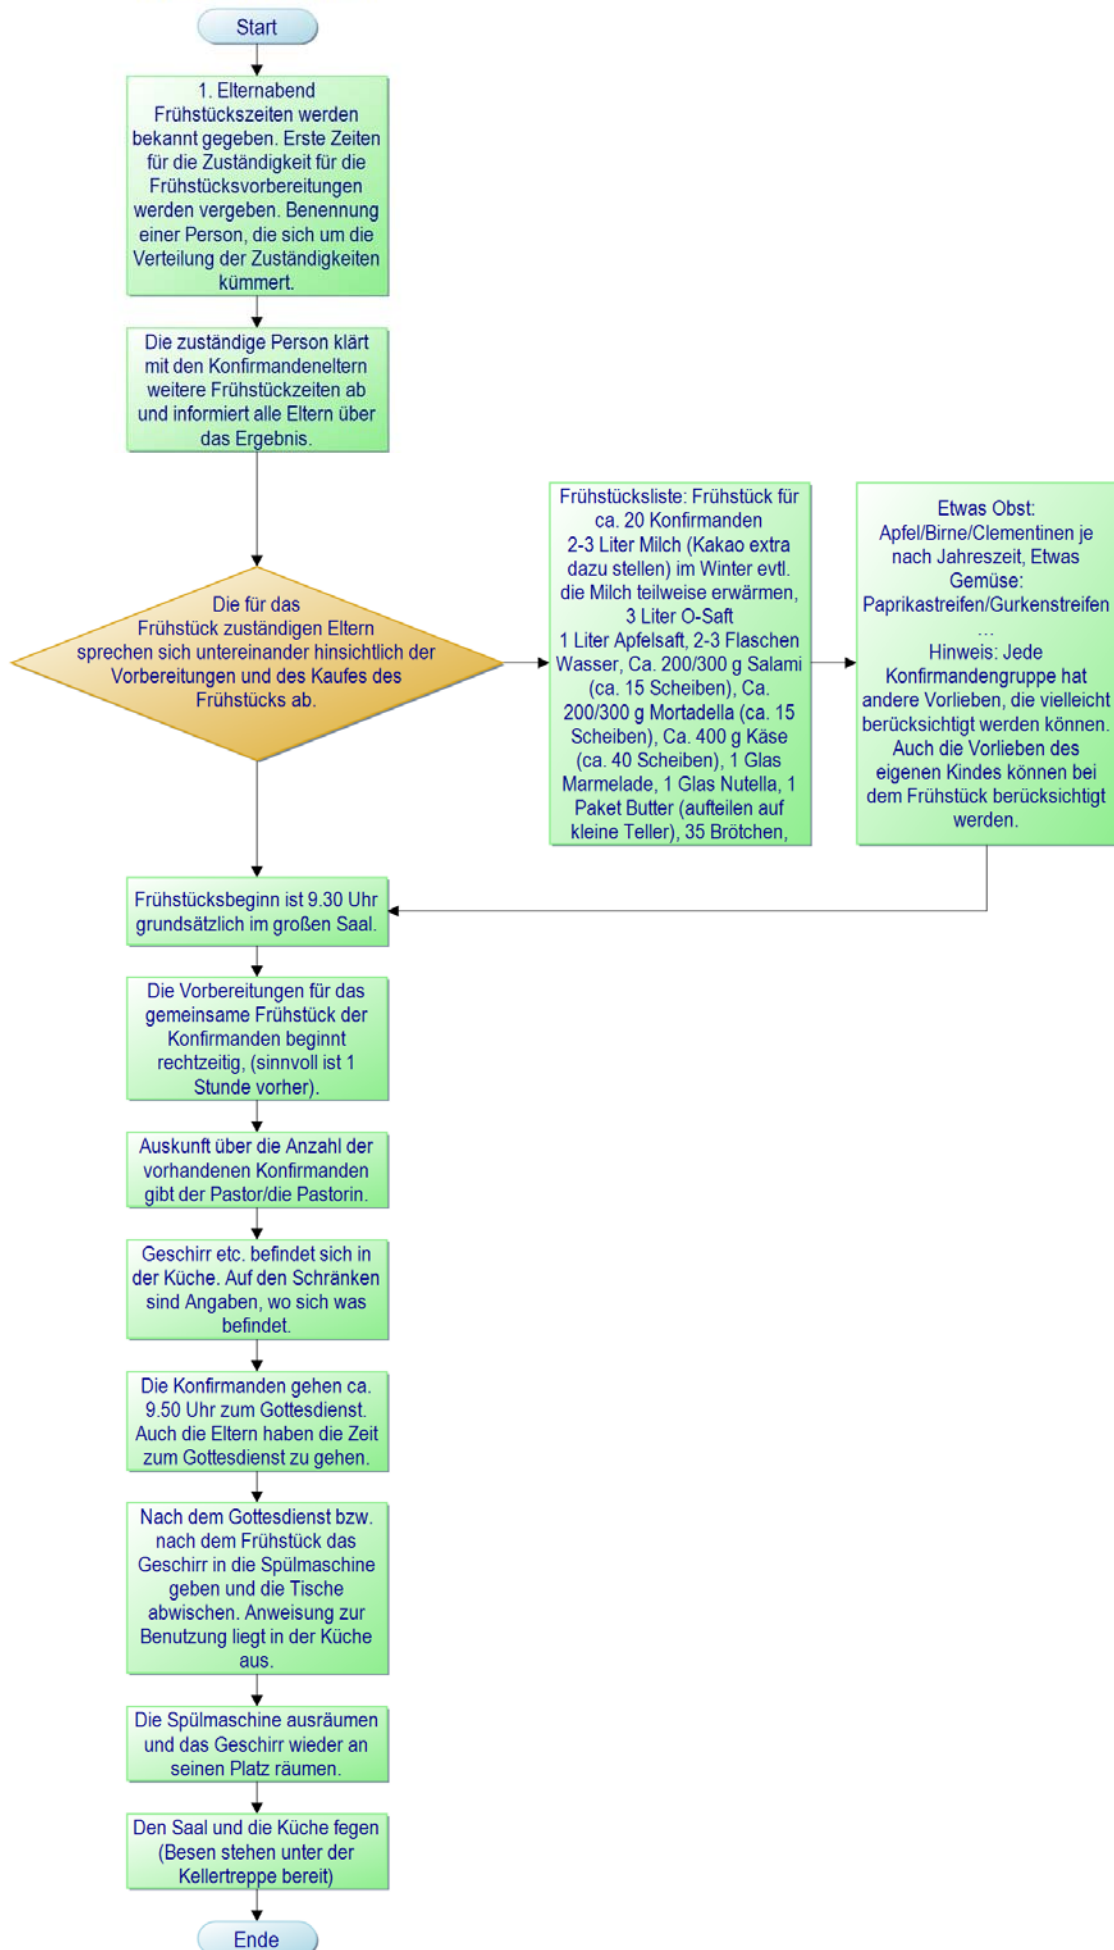 Start
1. Elternabend
Frühstückszeiten werden
bekannt gegeben. Erste Zeiten
für die Zuständigkeit für die
Frühstücksvorbereitungen
werden vergeben. Benennung
einer Person, die sich um die
Verteilung der Zuständigkeiten
kümmert.
Die zuständige Person klärt
mit den Konfirmandeneltern
weitere Frühstückzeiten ab
und informiert alle Eltern über
das Ergebnis.
Die für das
Frühstück zuständigen Eltern
sprechen sich untereinander hinsichtlich der
Vorbereitungen und des Kaufes des
Frühstücks ab.
Frühstücksliste: Frühstück für
ca. 20 Konfirmanden
2-3 Liter Milch (Kakao extra
dazu stellen) im Winter evtl.
die Milch teilweise erwärmen,
3 Liter O-Saft
1 Liter Apfelsaft, 2-3 Flaschen
Wasser, Ca. 200/300 g Salami
(ca. 15 Scheiben), Ca.
200/300 g Mortadella (ca. 15
Scheiben), Ca. 400 g Käse
(ca. 40 Scheiben), 1 Glas
Marmelade, 1 Glas Nutella, 1
Paket Butter (aufteilen auf
kleine Teller), 35 Brötchen,
Etwas Obst:
Apfel/Birne/Clementinen je
nach Jahreszeit, Etwas
Gemüse:
Paprikastreifen/Gurkenstreifen
...
Hinweis: Jede
Konfirmandengruppe hat
andere Vorlieben, die vielleicht
berücksichtigt werden können.
Auch die Vorlieben des
eigenen Kindes können bei
dem Frühstück berücksichtigt
werden.
Frühstücksbeginn ist 9.30 Uhr
grundsätzlich im großen Saal.
Die Vorbereitungen für das
gemeinsame Frühstück der
Konfirmanden beginnt
rechtzeitig, (sinnvoll ist 1
Stunde vorher).
Auskunft über die Anzahl der
vorhandenen Konfirmanden
gibt der Pastor/die Pastorin.
Geschirr etc. befindet sich in
der Küche. Auf den Schränken
sind Angaben, wo sich was
befindet.
Die Konfirmanden gehen ca.
9.50 Uhr zum Gottesdienst.
Auch die Eltern haben die Zeit
zum Gottesdienst zu gehen.
Nach dem Gottesdienst bzw.
nach dem Frühstück das
Geschirr in die Spülmaschine
geben und die Tische
abwischen. Anweisung zur
Benutzung liegt in der Küche
aus.
Die Spülmaschine ausräumen
und das Geschirr wieder an
seinen Platz räumen.
Den Saal und die Küche fegen
(Besen stehen unter der
Kellertreppe bereit)
Ende